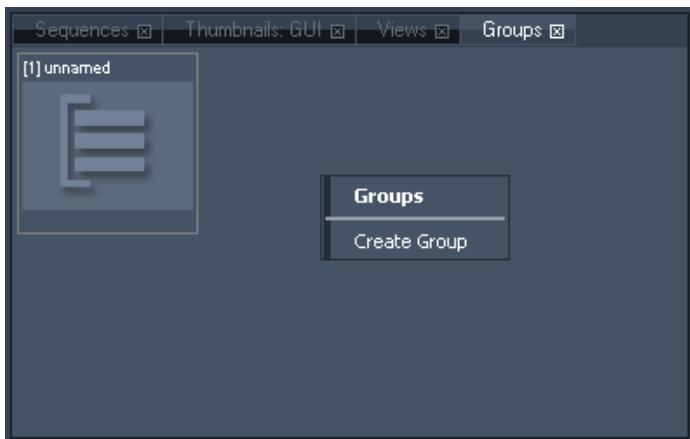 Sequences Thumbnails: GUI Views Groups
[1] unnamed
Groups
Create Group